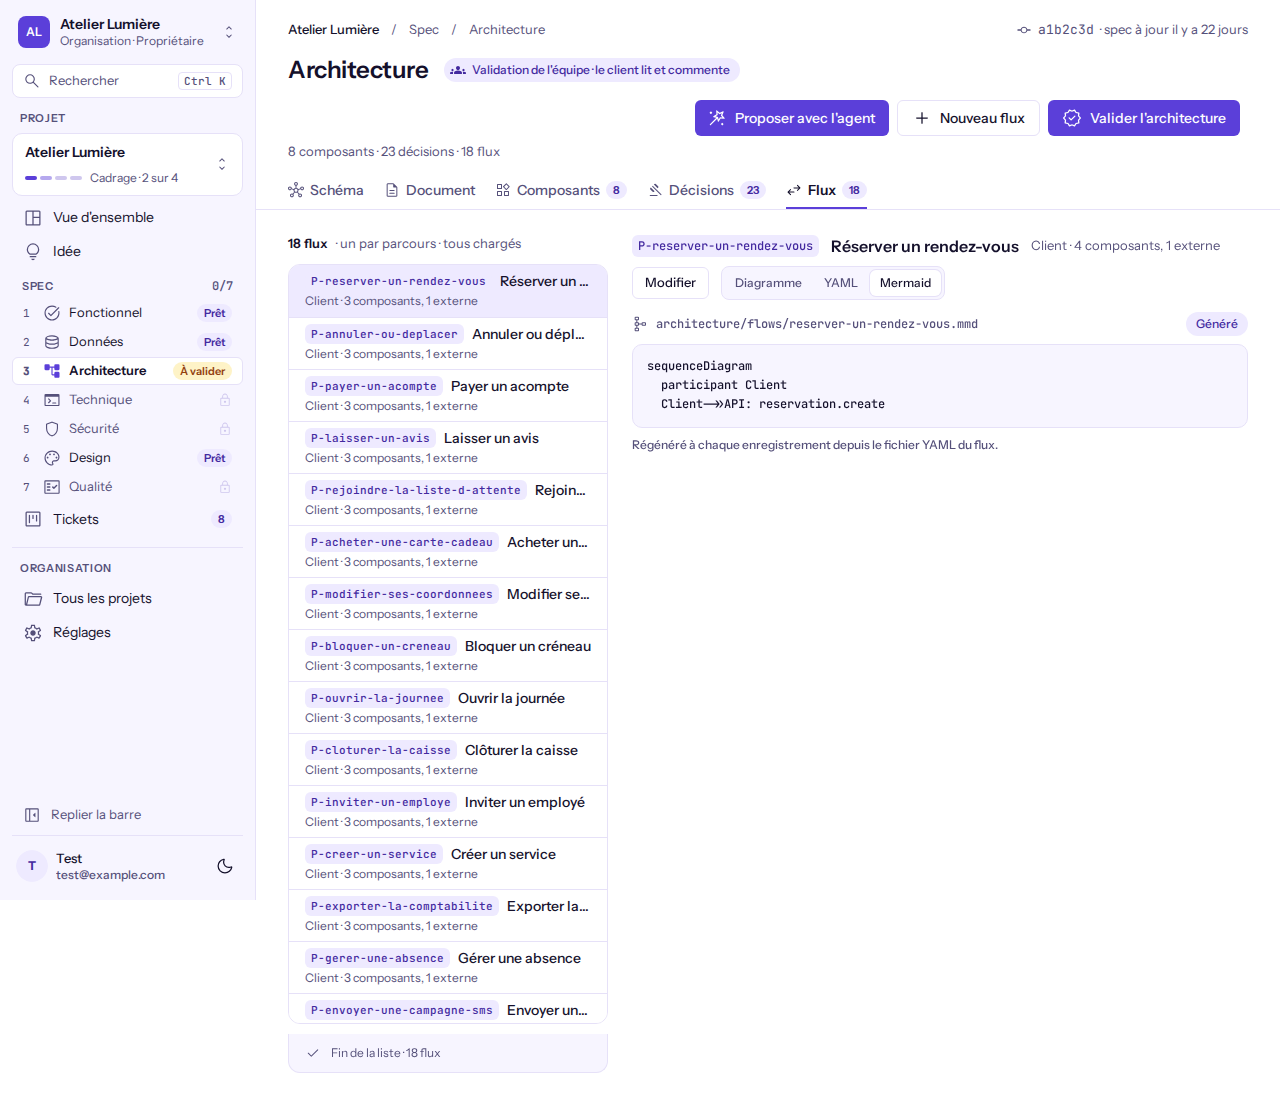 AL
Atelier Lumière
Organisation·Propriétaire
Rechercher
Ctrl K
PROJET
Atelier Lumière
Cadrage·2 sur 4
Vue d'ensemble
Idée
SPEC 0/7
1 Fonctionnel Prêt
2 Données Prêt
3 Architecture À valider
4 Technique
5 Sécurité
6 Design Prêt
7 Qualité
Tickets 8
ORGANISATION
Tous les projets
Réglages
Replier la barre
T
Test
test@example.com
Atelier Lumière / Spec / Architecture
a1b2c3d ·spec à jour il y a 22 jours
Architecture
Validation de l'équipe·le client lit et commente
Proposer avec l'agent
Nouveau flux
Valider l'architecture
8 composants·23 décisions·18 flux
Schéma
Document
Composants 8
Décisions 23
Flux 18
18 flux ·un par parcours·tous chargés
P-reserver-un-rendez-vous Réserver un ...
Client·3 composants, 1 externe
P-annuler-ou-deplacer Annuler ou dépl...
Client·3 composants, 1 externe
P-payer-un-acompte Payer un acompte
Client·3 composants, 1 externe
P-laisser-un-avis Laisser un avis
Client·3 composants, 1 externe
P-rejoindre-la-liste-d-attente Rejoin...
Client·3 composants, 1 externe
P-acheter-une-carte-cadeau Acheter un...
Client·3 composants, 1 externe
P-modifier-ses-coordonnees Modifier se...
Client·3 composants, 1 externe
P-bloquer-un-creneau Bloquer un créneau
Client·3 composants, 1 externe
P-ouvrir-la-journee Ouvrir la journée
Client·3 composants, 1 externe
P-cloturer-la-caisse Clôturer la caisse
Client·3 composants, 1 externe
P-inviter-un-employe Inviter un employé
Client·3 composants, 1 externe
P-creer-un-service Créer un service
Client·3 composants, 1 externe
P-exporter-la-comptabilite Exporter la...
Client·3 composants, 1 externe
P-gerer-une-absence Gérer une absence
Client·3 composants, 1 externe
P-envoyer-une-campagne-sms Envoyer un...
Fin de la liste·18 flux
P-reserver-un-rendez-vous Réserver un rendez-vous Client·4 composants, 1 externe
Modifier
Diagramme
YAML
Mermaid
architecture/flows/reserver-un-rendez-vous.mmd
Généré
sequenceDiagram
participant Client
Client->>API: reservation.create
Régénéré à chaque enregistrement depuis le fichier YAML du flux.